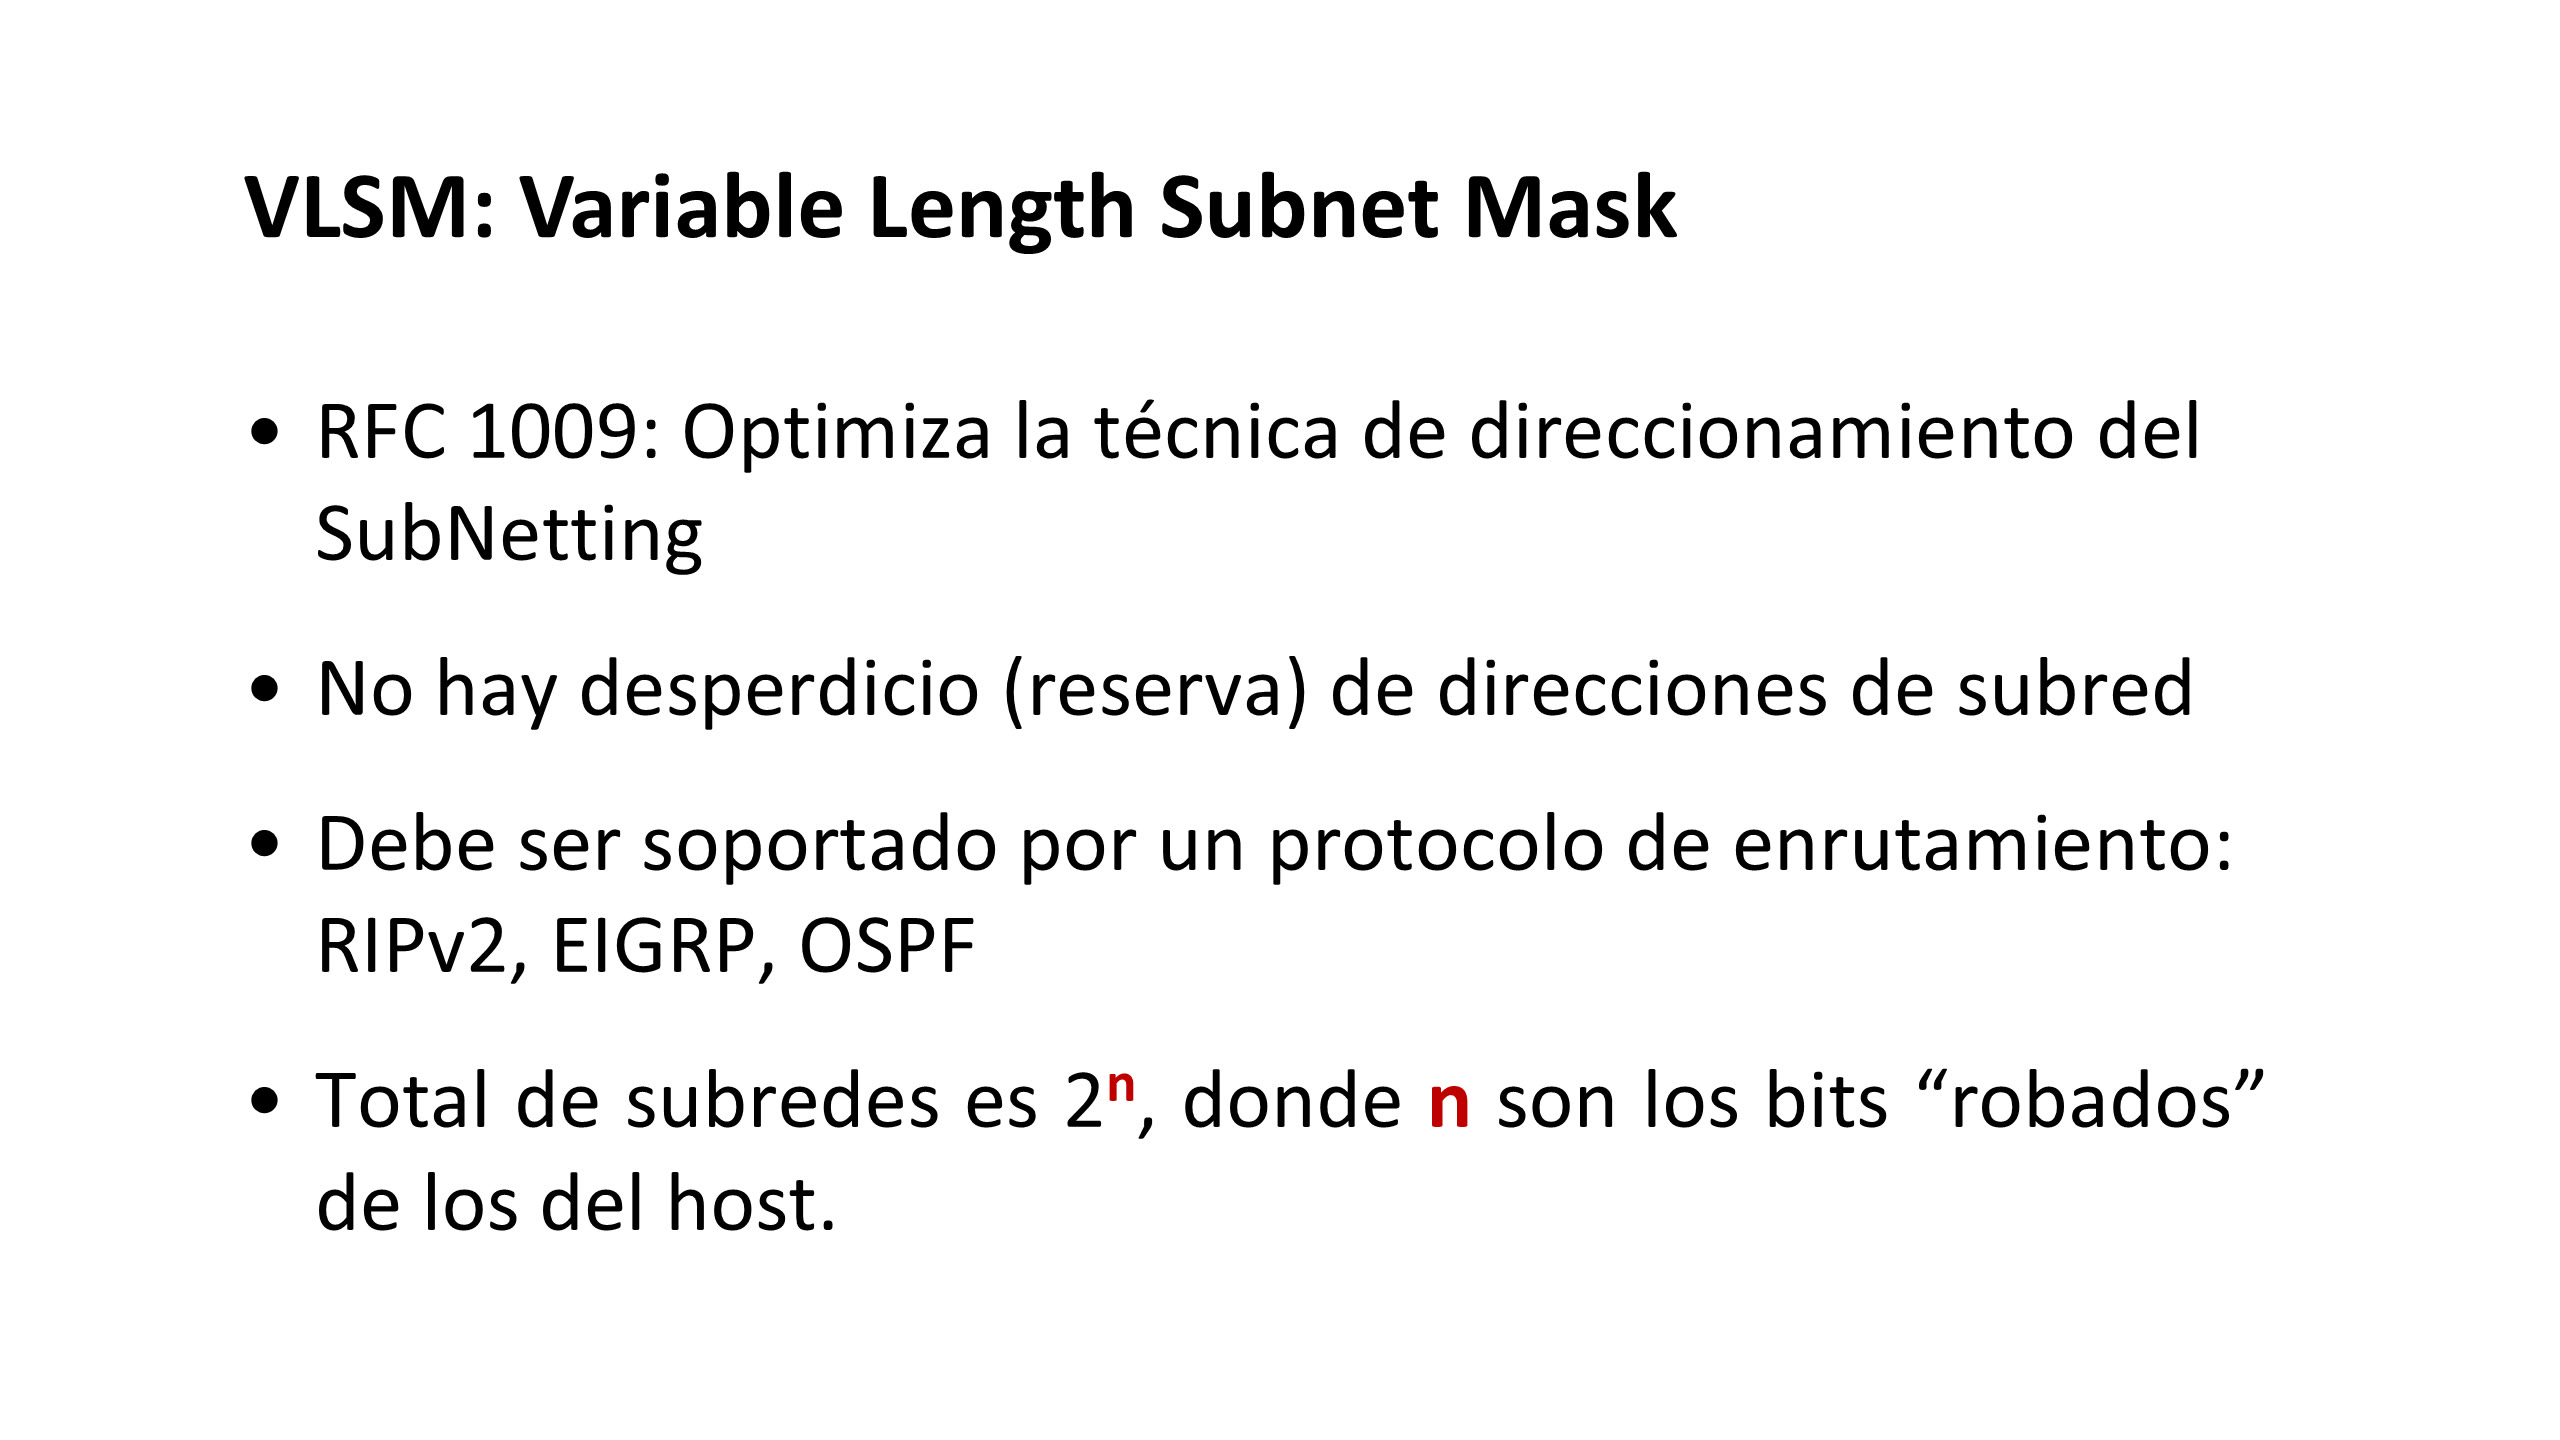 VLSM: Variable Length Subnet Mask
• RFC 1009: Optimiza la técnica de direccionamiento del
SubNetting
• No hay desperdicio (reserva) de direcciones de subred
• Debe ser soportado por un protocolo de enrutamiento:
RIPv2, EIGRP, OSPF
• Total de subredes es 2ⁿ, donde n son los bits “robados”
de los del host.